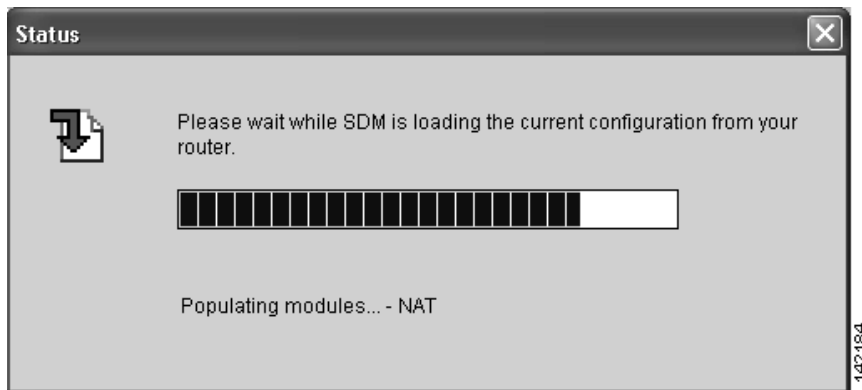 Status
Please wait while SDM is loading the current configuration from your
router.
Populating modules... - NAT
142184